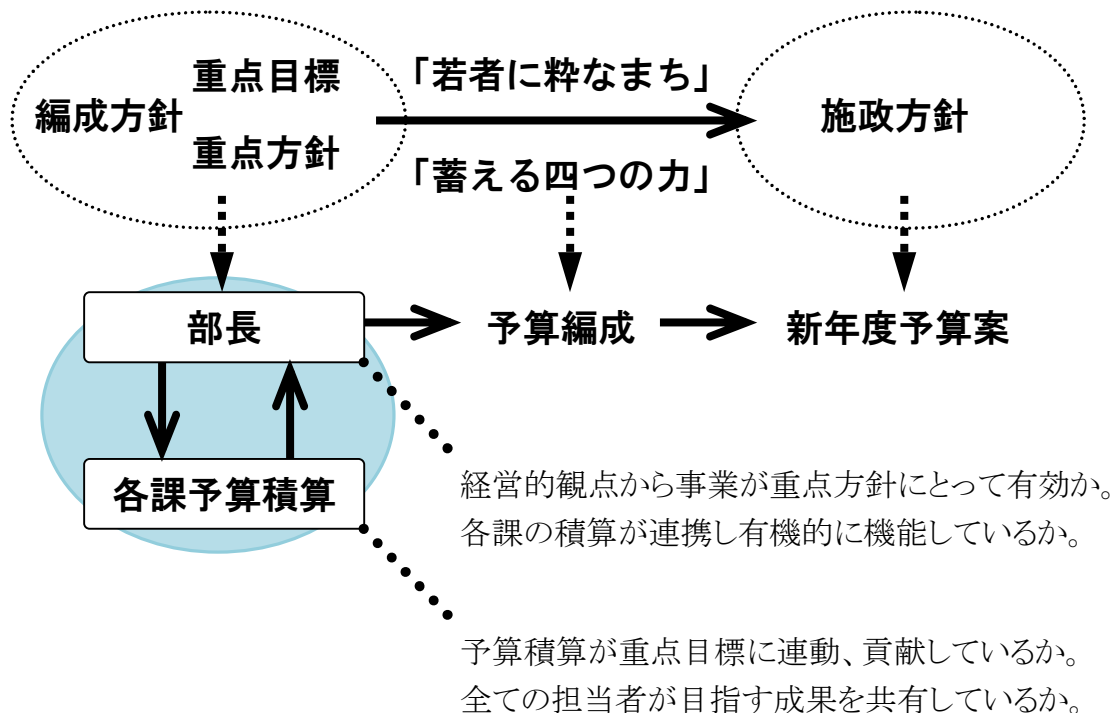 重点目標
編成方針
重点方針
「若者に粋なまち」
「蓄える四つの力」
施政方針
部長
予算編成
新年度予算案
各課予算積算
経営的観点から事業が重点方針にとって有効か。
各課の積算が連携し有機的に機能しているか。
予算積算が重点目標に連動、貢献しているか。
全ての担当者が目指す成果を共有しているか。